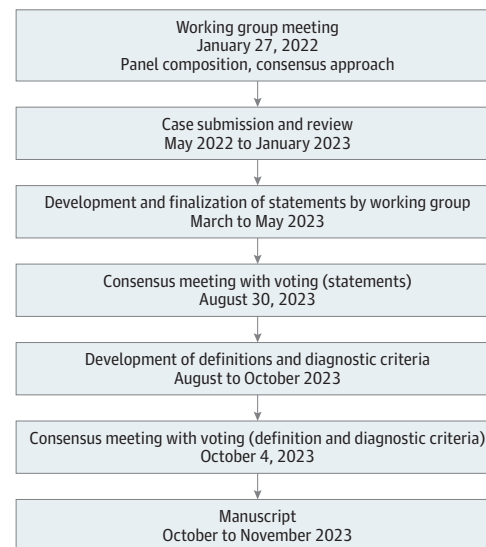 Working group meeting
January 27, 2022
Panel composition, consensus approach
Case submission and review
May 2022 to January 2023
Development and finalization of statements by working group
March to May 2023
Consensus meeting with voting (statements)
August 30, 2023
Development of definitions and diagnostic criteria
August to October 2023
Consensus meeting with voting (definition and diagnostic criteria)
October 4, 2023
Manuscript
October to November 2023